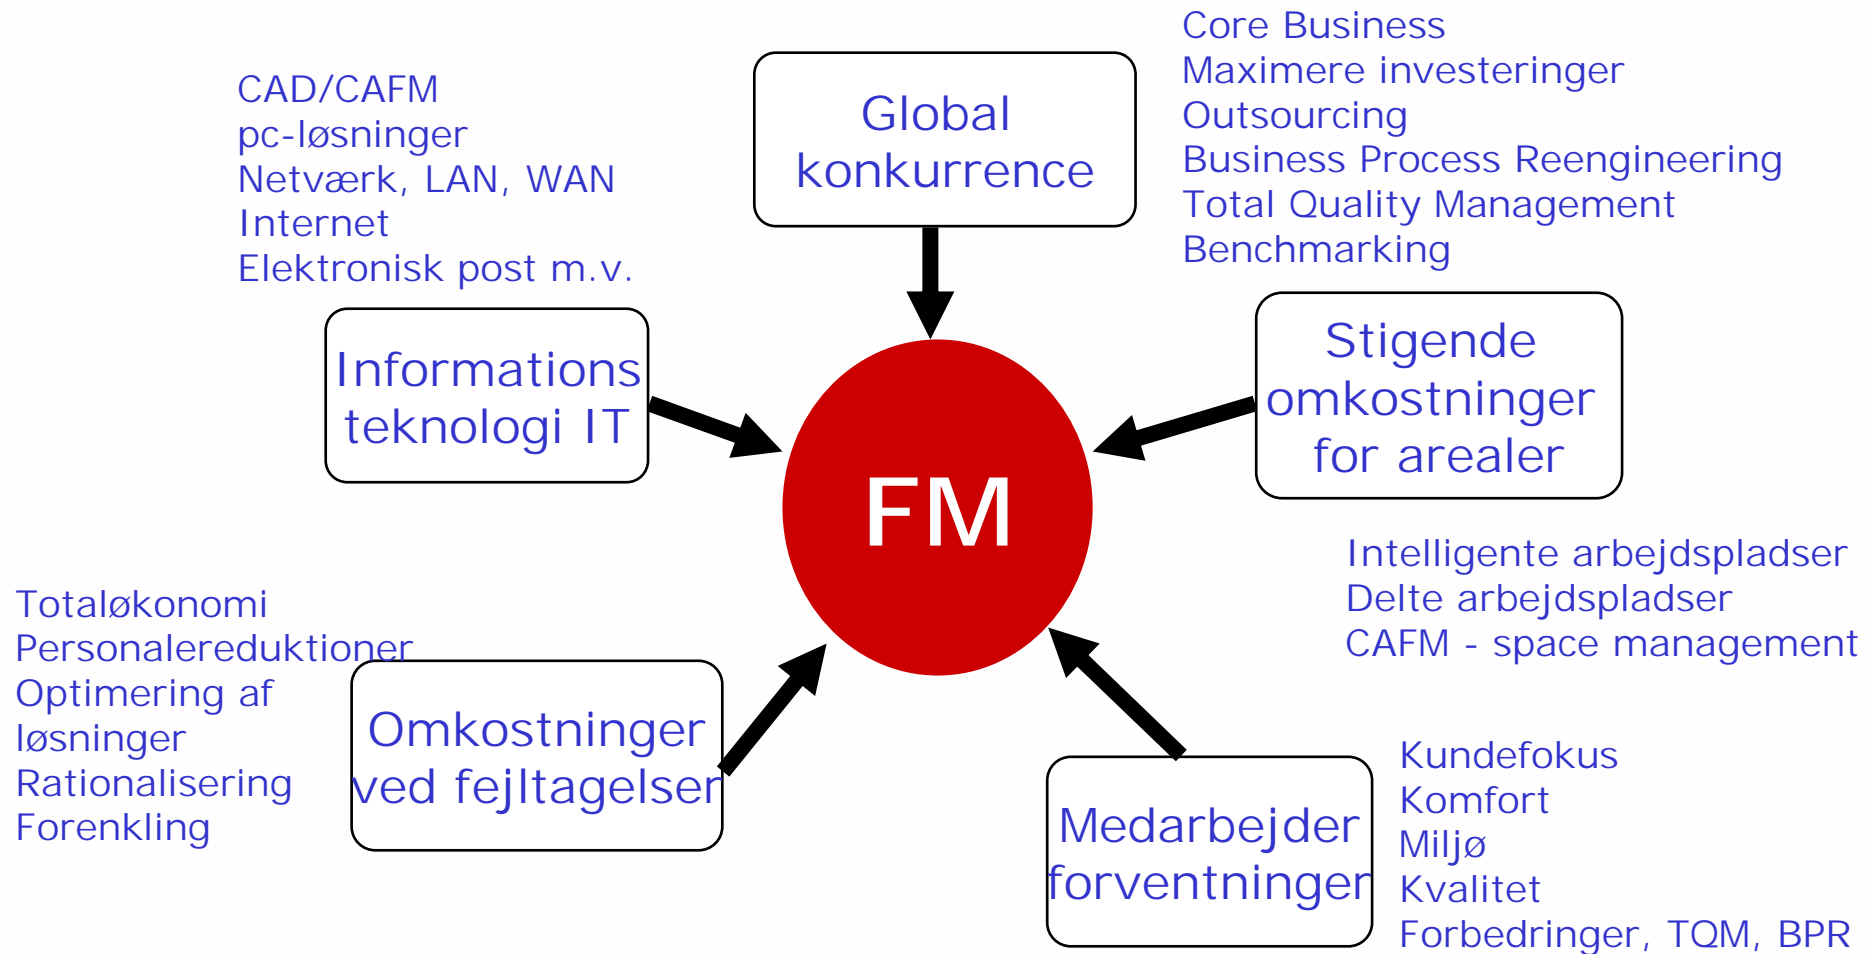 CAD/CAFM
pc-løsninger
Netværk, LAN, WAN
Internet
Elektronisk post m.v.
Global
konkurrence
Core Business
Maximere investeringer
Outsourcing
Business Process Reengineering
Total Quality Management
Benchmarking
Informations
teknologi IT
Stigende
omkostninger
for arealer
FM
Intelligente arbejdspladser
Delte arbejdspladser
CAFM - space management
Totaløkonomi
Personalereduktioner
Optimering af
løsninger
Rationalisering
Forenkling
Omkostninger
ved fejltagelser
Medarbejder
forventninger
Kundefokus
Komfort
Miljø
Kvalitet
Forbedringer, TQM, BPR